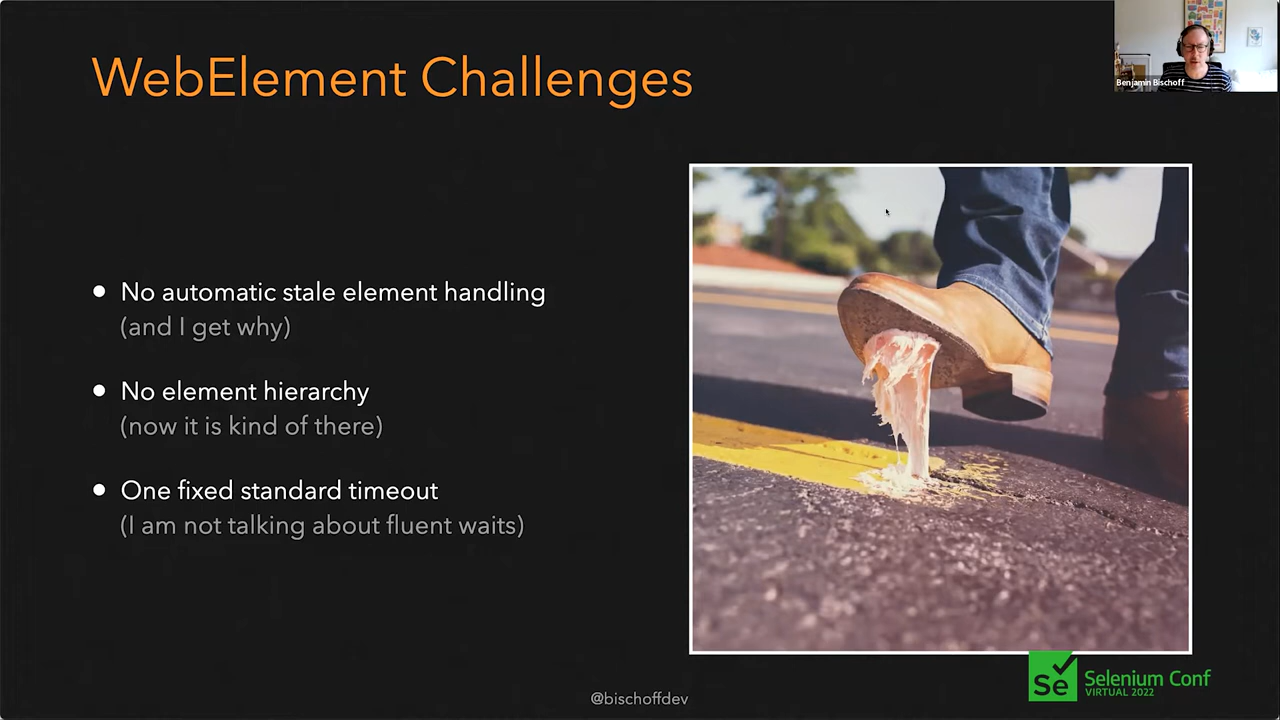 WebElement Challenges
Benjamin Bischoff
• No automatic stale element handling
(and I get why)
• No element hierarchy
(now it is kind of there)
• One fixed standard timeout
(I am not talking about fluent waits)
@bischoffdev
Se
Selenium Conf
VIRTUAL 2022